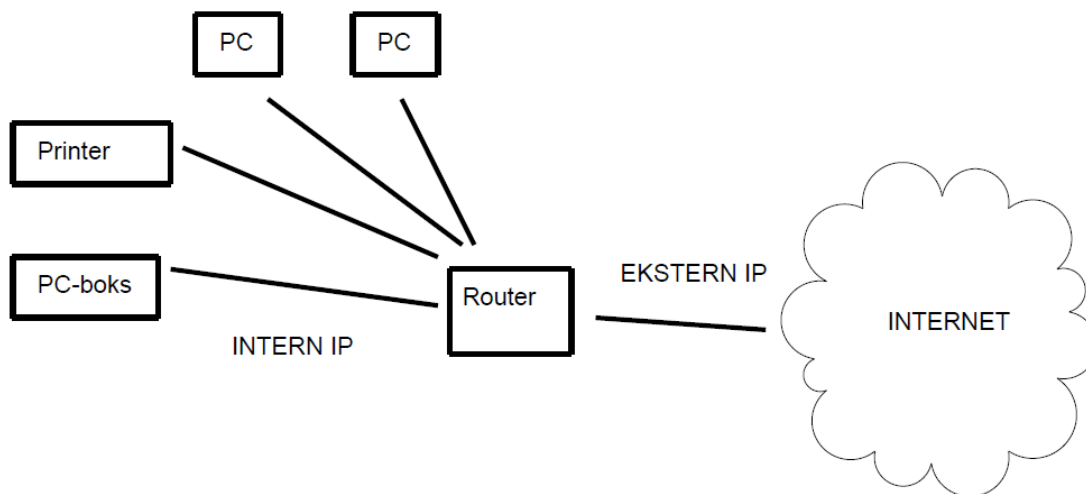 PC
PC
Printer
PC-boks
Router
EKSTERN IP
INTERN IP
INTERNET